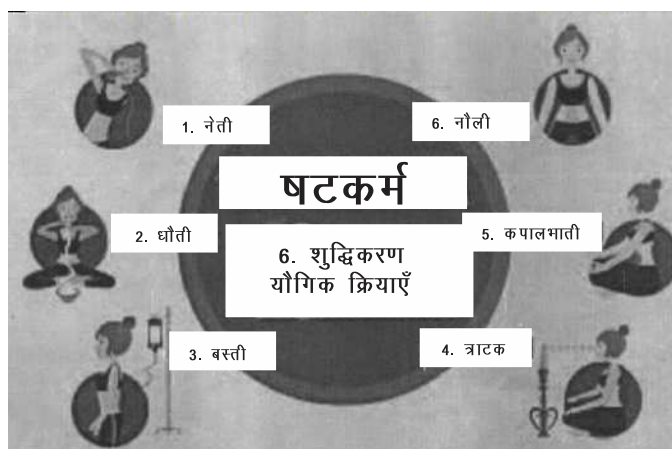 षटकर्म
6. शुद्धिकरण
यौगिक क्रियाएँ
1. नेती
2. धौती
3. बस्ती
4. त्राटक
5. कपालभाती
6. नौली